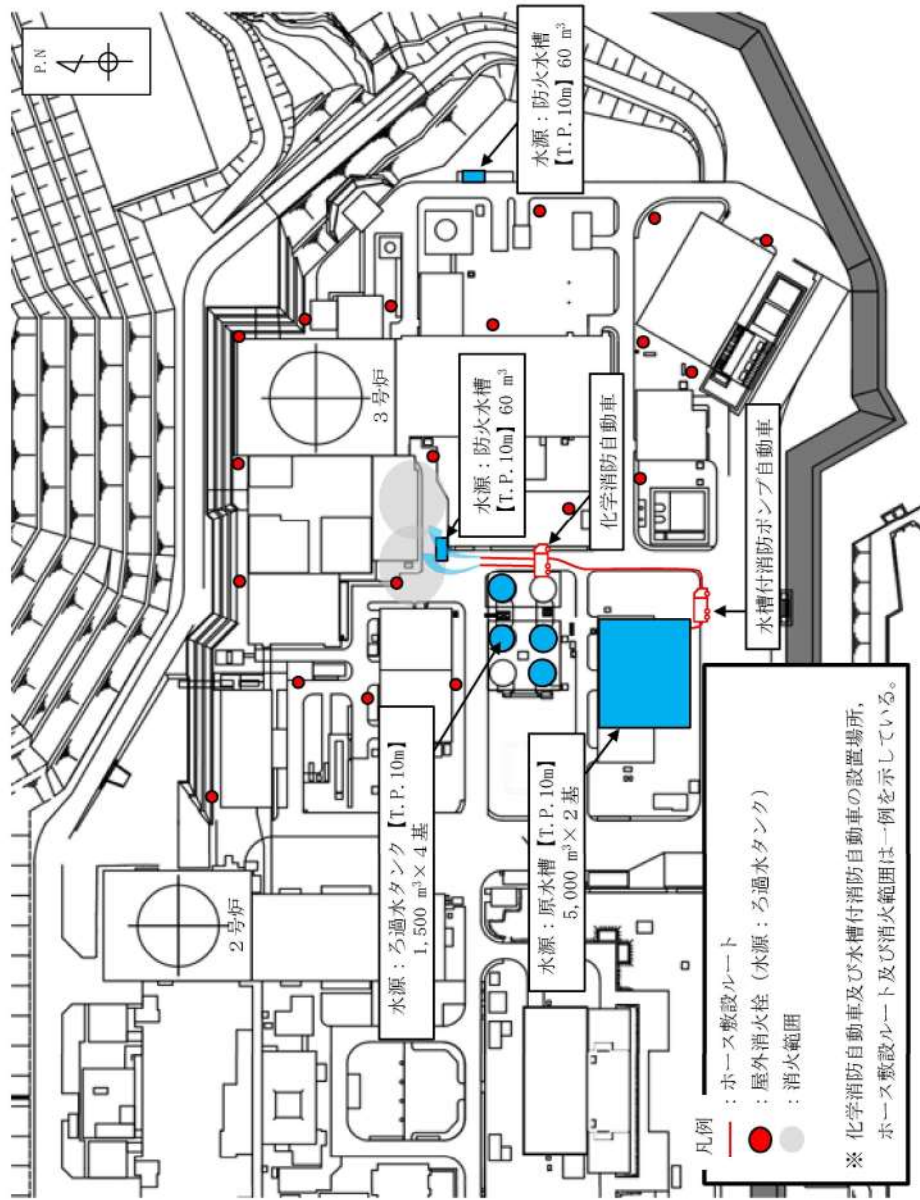 P.N
水源：防火水槽
【T.P.10m】60 m³
3号炉
水源：防火水槽
【T.P.10m】60 m³
化学消防自動車
水槽付消防ポンプ自動車
2号炉
水源：ろ過水タンク【T.P.10m】
1,500 m³×4基
水源：原水槽【T.P.10m】
5,000 m³×2基
凡例
：ホース敷設ルート
：屋外消火栓（水源：ろ過水タンク）
：消火範囲
※ 化学消防自動車及び水槽付消防自動車の設置場所，
ホース敷設ルート及び消火範囲は一例を示している。